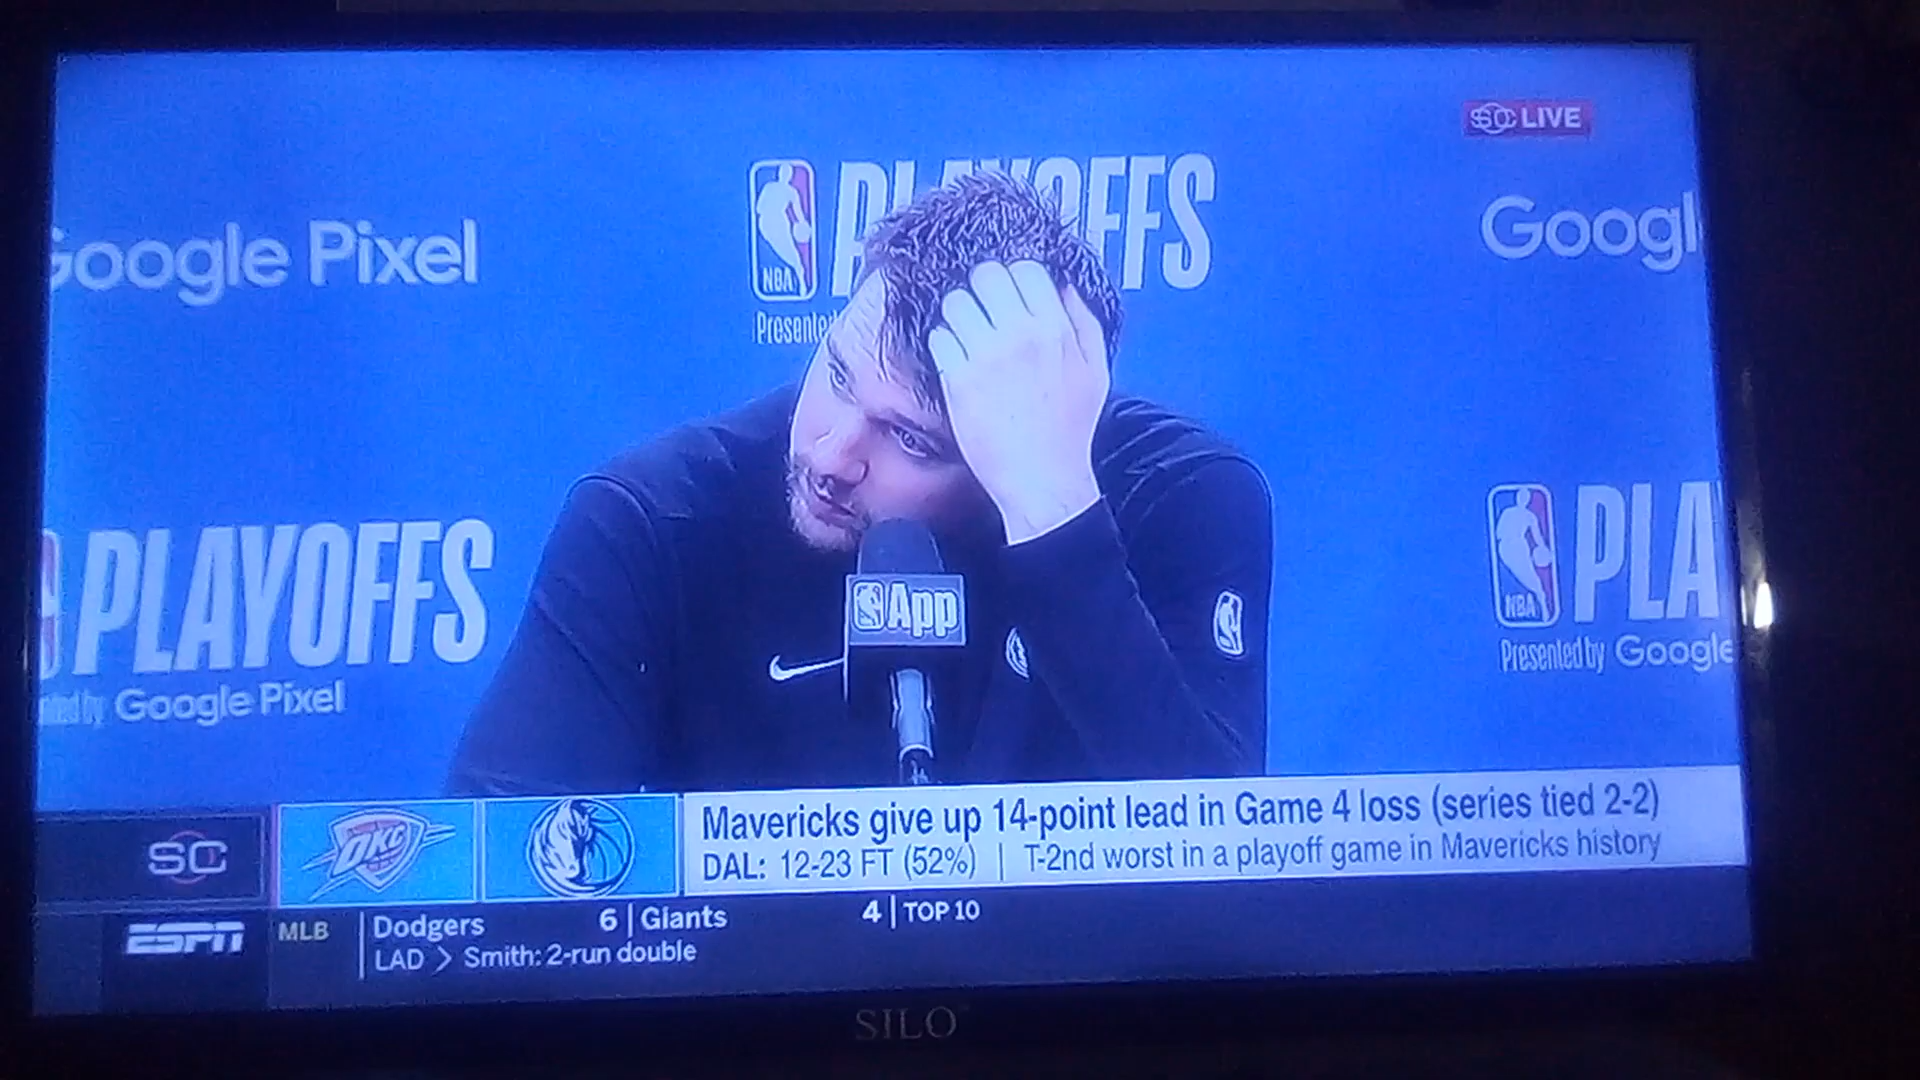 SC LIVE
PLAYOFFS
NBA
Presented
Google Pixel
Googl
App
PLAYOFFS
Google Pixel
PLA
NBA
Presented by Google
SC
OKC
Mavericks give up 14-point lead in Game 4 loss (series tied 2-2)
DAL: 12-23 FT (52%) | T-2nd worst in a playoff game in Mavericks history
ESPN
MLB
Dodgers 6 | Giants 4 | TOP 10
LAD > Smith: 2-run double
SILO